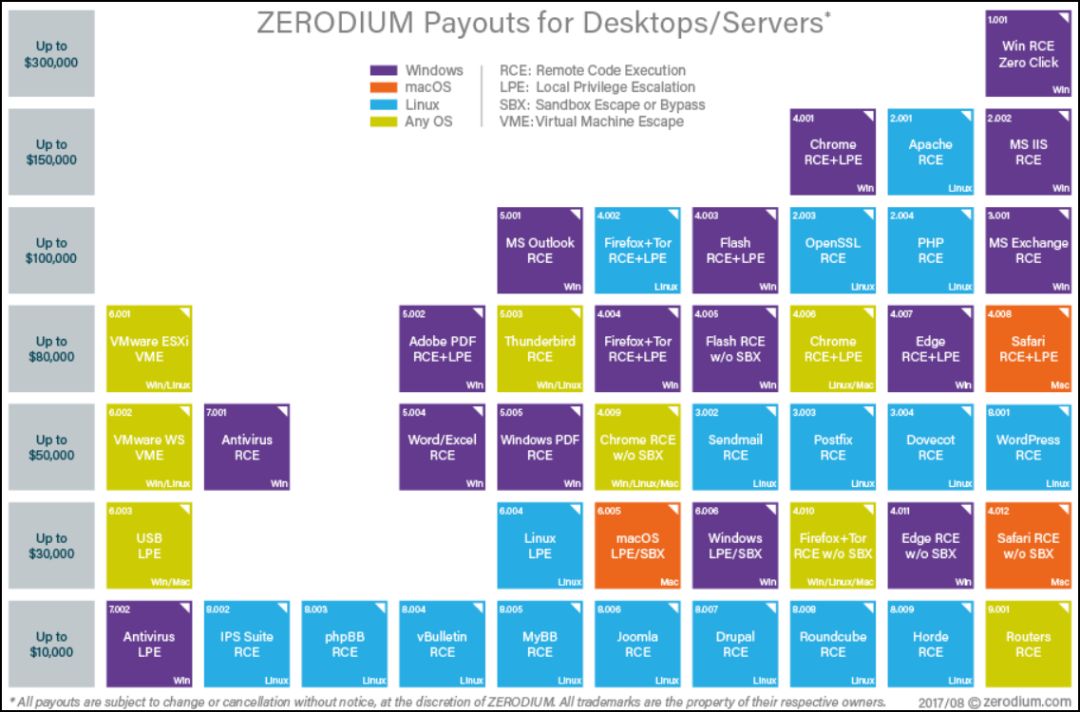 ZERODIUM Payouts for Desktops/Servers*
Windows
macOS
Linux
Any OS
RCE: Remote Code Execution
LPE: Local Privilege Escalation
SBX: Sandbox Escape or Bypass
VME: Virtual Machine Escape
Up to
$300,000
1.001
Win RCE
Zero Click
Win
Up to
$150,000
4.001
Chrome
RCE+LPE
Win
2.001
Apache
RCE
Linux
2.002
MS IIS
RCE
Win
Up to
$100,000
5.001
MS Outlook
RCE
Win
4.002
Firefox+Tor
RCE+LPE
Linux
4.003
Flash
RCE+LPE
Win
2.003
OpenSSL
RCE
Linux
2.004
PHP
RCE
Linux
3.001
MS Exchange
RCE
Win
Up to
$80,000
6.001
VMware ESXi
VME
Win/Linux
5.002
Adobe PDF
RCE+LPE
Win
5.003
Thunderbird
RCE
Win/Linux
4.004
Firefox+Tor
RCE+LPE
Win
4.005
Flash RCE
w/o SBX
Win
4.006
Chrome
RCE+LPE
Linux/Mac
4.007
Edge
RCE+LPE
Win
4.008
Safari
RCE+LPE
Mac
Up to
$50,000
6.002
VMware WS
VME
Win/Linux
7.001
Antivirus
RCE
Win
5.004
Word/Excel
RCE
Win
5.005
Windows PDF
RCE
Win
4.009
Chrome RCE
w/o SBX
Win/Linux/Mac
3.002
Sendmail
RCE
Linux
3.003
Postfix
RCE
Linux
3.004
Dovecot
RCE
Linux
8.001
WordPress
RCE
Linux
Up to
$30,000
6.003
USB
LPE
Win/Mac
6.004
Linux
LPE
Linux
6.005
macOS
LPE/SBX
Mac
6.006
Windows
LPE/SBX
Win
4.010
Firefox+Tor
RCE w/o SBX
Win/Linux/Mac
4.011
Edge RCE
w/o SBX
Win
4.012
Safari RCE
w/o SBX
Mac
Up to
$10,000
7.002
Antivirus
LPE
Win
8.002
IPS Suite
RCE
Linux
8.003
phpBB
RCE
Linux
8.004
vBulletin
RCE
Linux
8.005
MyBB
RCE
Linux
8.006
Joomla
RCE
Linux
8.007
Drupal
RCE
Linux
8.008
Roundcube
RCE
Linux
8.009
Horde
RCE
Linux
9.001
Routers
RCE
* All payouts are subject to change or cancellation without notice, at the discretion of ZERODIUM. All trademarks are the property of their respective owners.
2017/08 © zerodium.com